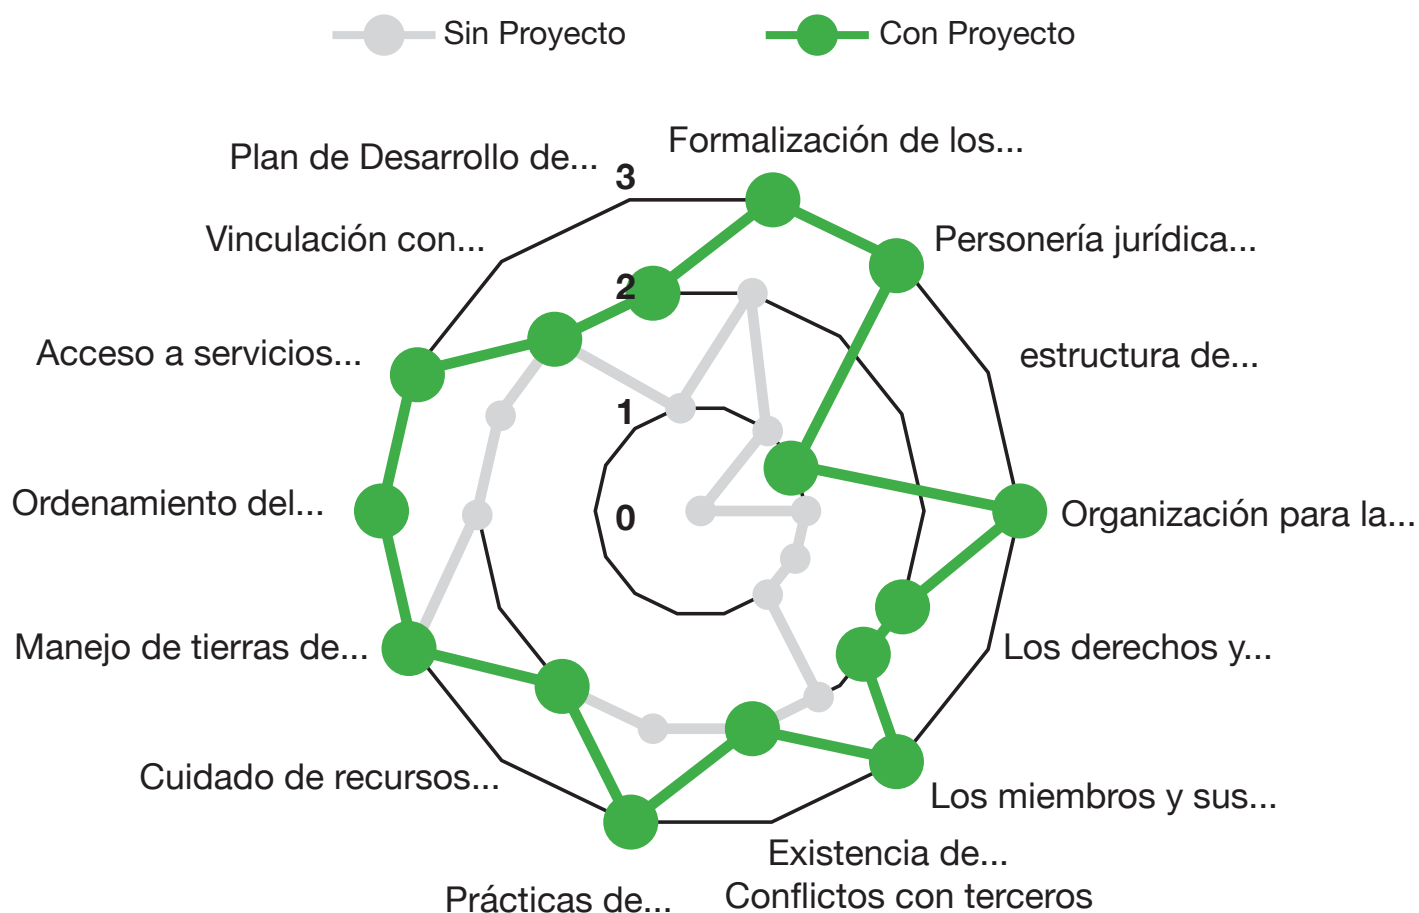 Sin Proyecto
Con Proyecto
Formalización de los...
Plan de Desarrollo de...
3
Vinculación con...
Personería jurídica...
2
Acceso a servicios...
estructura de...
1
Ordenamiento del...
0
Organización para la...
Manejo de tierras de...
Los derechos y...
Cuidado de recursos...
Los miembros y sus...
Existencia de...
Prácticas de...
Conflictos con terceros